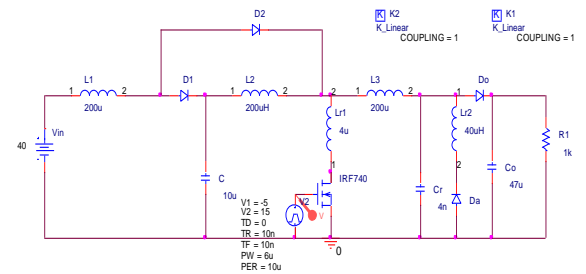 D2
K K2
K_Linear
COUPLING = 1
K K1
K_Linear
COUPLING = 1
L1
1 2
200u
D1
L2
1 2
200uH
2
L3
1 2
200u
1
Do
Lr1
4u
1
Lr2
40uH
2
R1
1k
Vin
40
C
10u
IRF740
V2
V
Cr
4n
Da
Co
47u
V1 = -5
V2 = 15
TD = 0
TR = 10n
TF = 10n
PW = 6u
PER = 10u
0